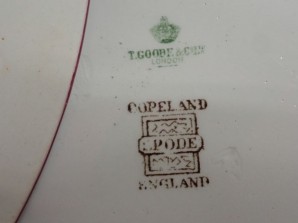 T.GOODE & CO.
LONDON
COPELAND
SPODE
ENGLAND